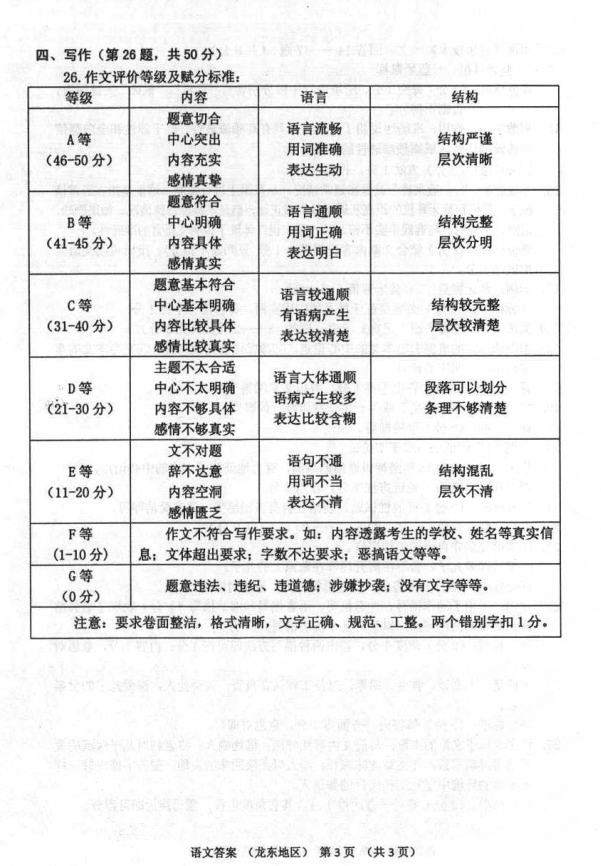 四、写作（第26题，共50分）
26.作文评价等级及赋分标准：
等级 内容 语言 结构
A等
（46-50分）
题意切合
中心突出
内容充实
感情真挚
语言流畅
用词准确
表达生动
结构严谨
层次清晰
B等
（41-45分）
题意符合
中心明确
内容具体
感情真实
语言通顺
用词正确
表达明白
结构完整
层次分明
C等
（31-40分）
题意基本符合
中心基本明确
内容比较具体
感情比较真实
语言较通顺
有语病产生
表达较清楚
结构较完整
层次较清楚
D等
（21-30分）
主题不太合适
中心不太明确
内容不够具体
感情不够真实
语言大体通顺
语病产生较多
表达比较含糊
段落可以划分
条理不够清楚
E等
（11-20分）
文不对题
辞不达意
内容空洞
感情匮乏
语句不通
用词不当
表达不清
结构混乱
层次不清
F等
（1-10分）
作文不符合写作要求。如：内容透露考生的学校、姓名等真实信
息；文体超出要求；字数不达要求；恶搞语文等等。
G等
（0分）
题意违法、违纪、违道德；涉嫌抄袭；没有文字等等。
注意：要求卷面整洁，格式清晰，文字正确、规范、工整。两个错别字扣1分。
语文答案 （龙东地区） 第3页 （共3页）